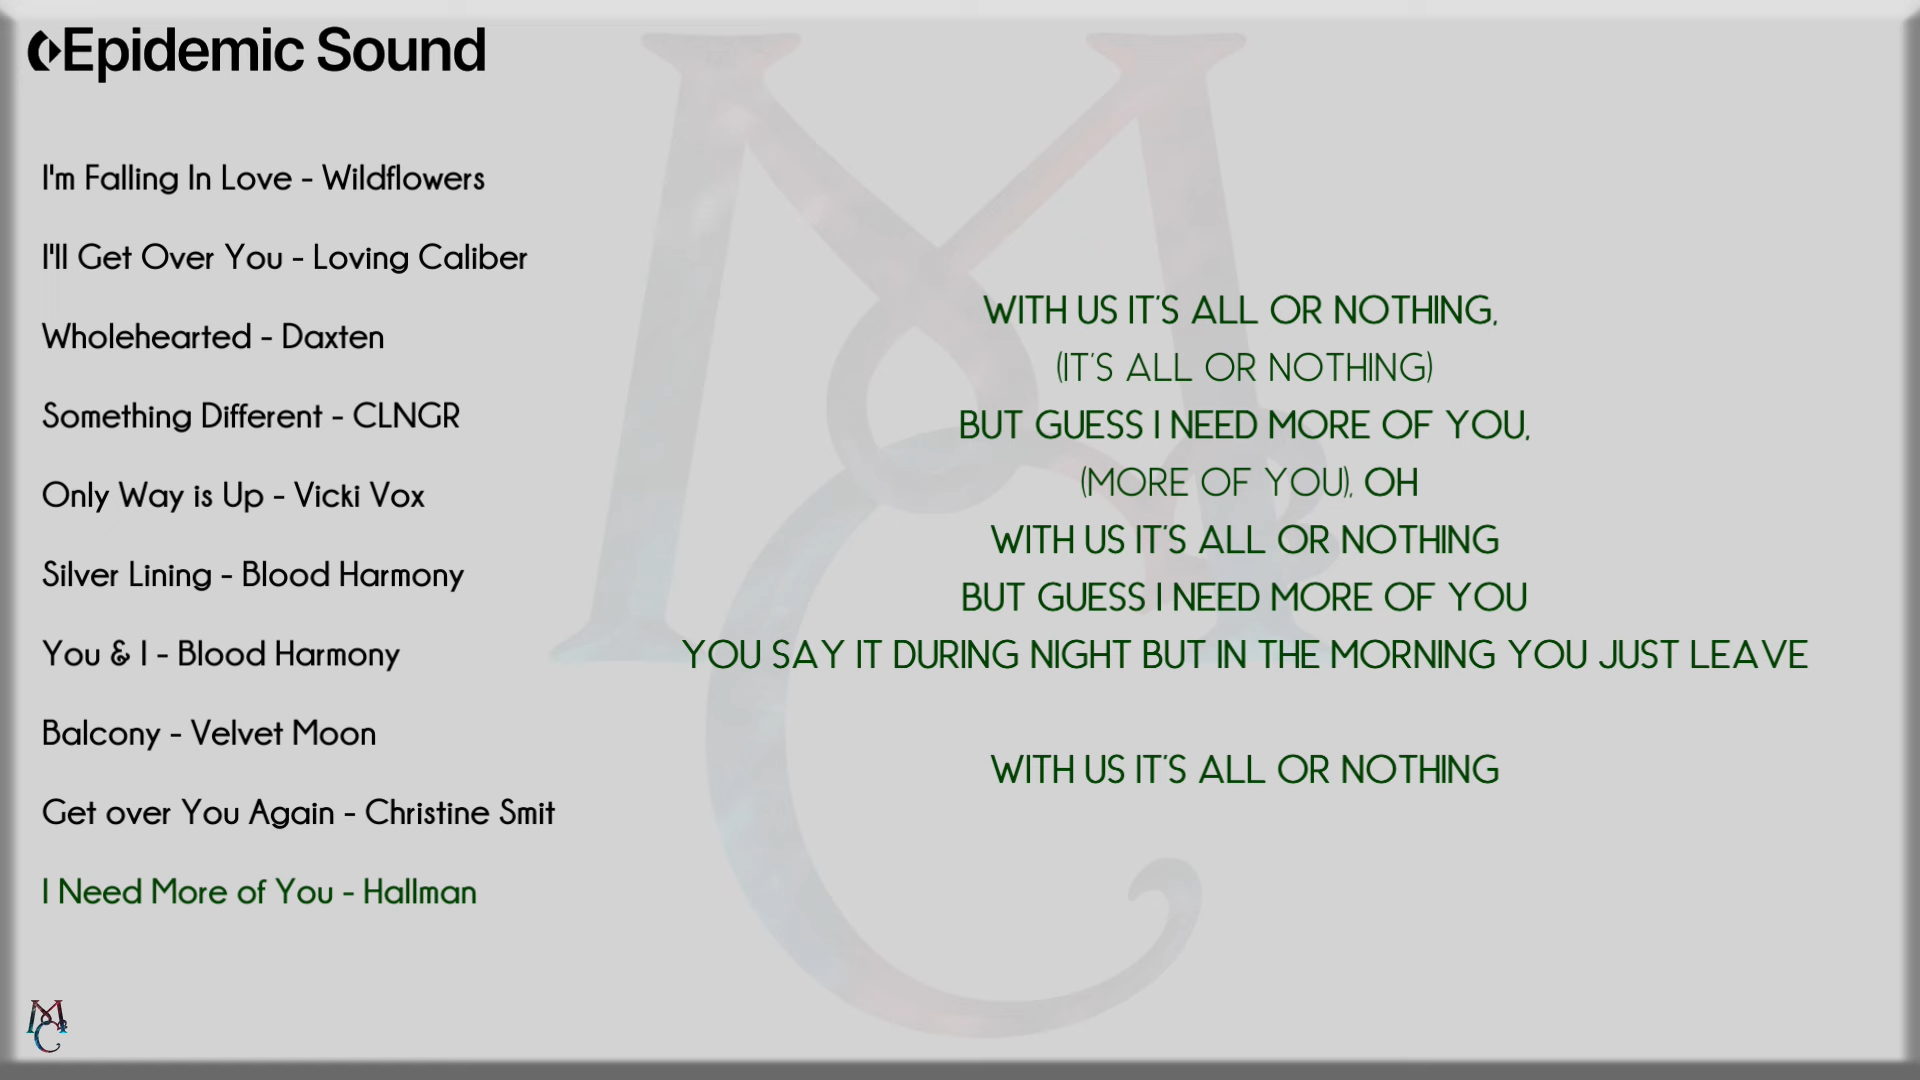 Epidemic Sound
I'm Falling In Love - Wildflowers
I'll Get Over You - Loving Caliber
Wholehearted - Daxten
Something Different - CLNGR
Only Way is Up - Vicki Vox
Silver Lining - Blood Harmony
You & I - Blood Harmony
Balcony - Velvet Moon
Get over You Again - Christine Smit
I Need More of You - Hallman
WITH US IT'S ALL OR NOTHING,
(IT'S ALL OR NOTHING)
BUT GUESS I NEED MORE OF YOU,
(MORE OF YOU), OH
WITH US IT'S ALL OR NOTHING
BUT GUESS I NEED MORE OF YOU
YOU SAY IT DURING NIGHT BUT IN THE MORNING YOU JUST LEAVE
WITH US IT'S ALL OR NOTHING
MC